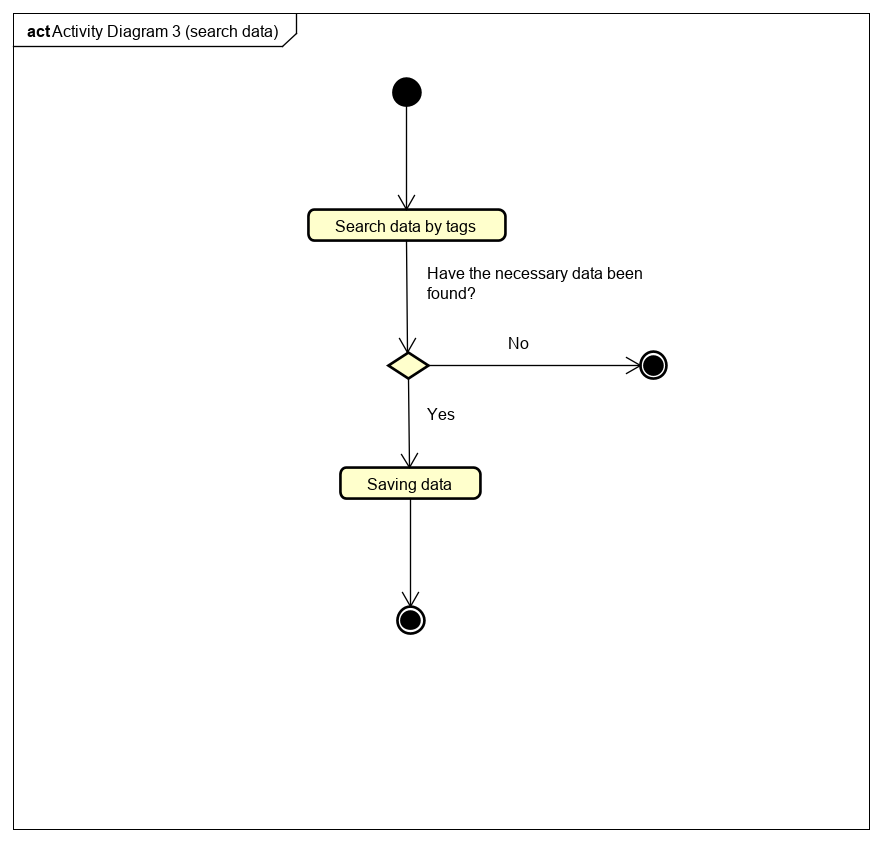 act Activity Diagram 3 (search data)
Search data by tags
Have the necessary data been
found?
No
Yes
Saving data